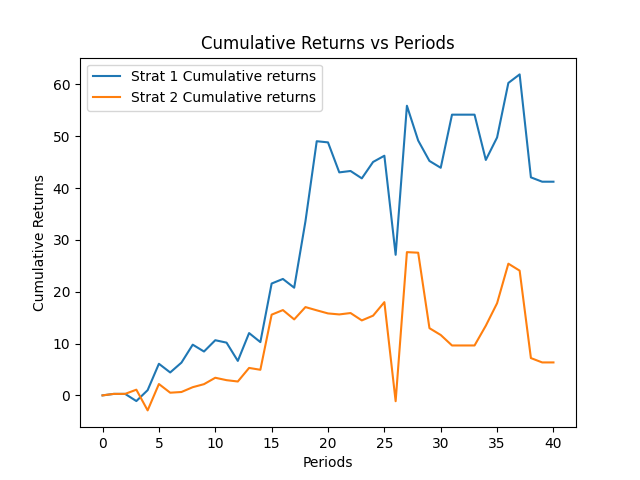 Cumulative Returns vs Periods
Strat 1 Cumulative returns
Strat 2 Cumulative returns
Cumulative Returns
60
50
40
30
20
10
0
0 5 10 15 20 25 30 35 40
Periods